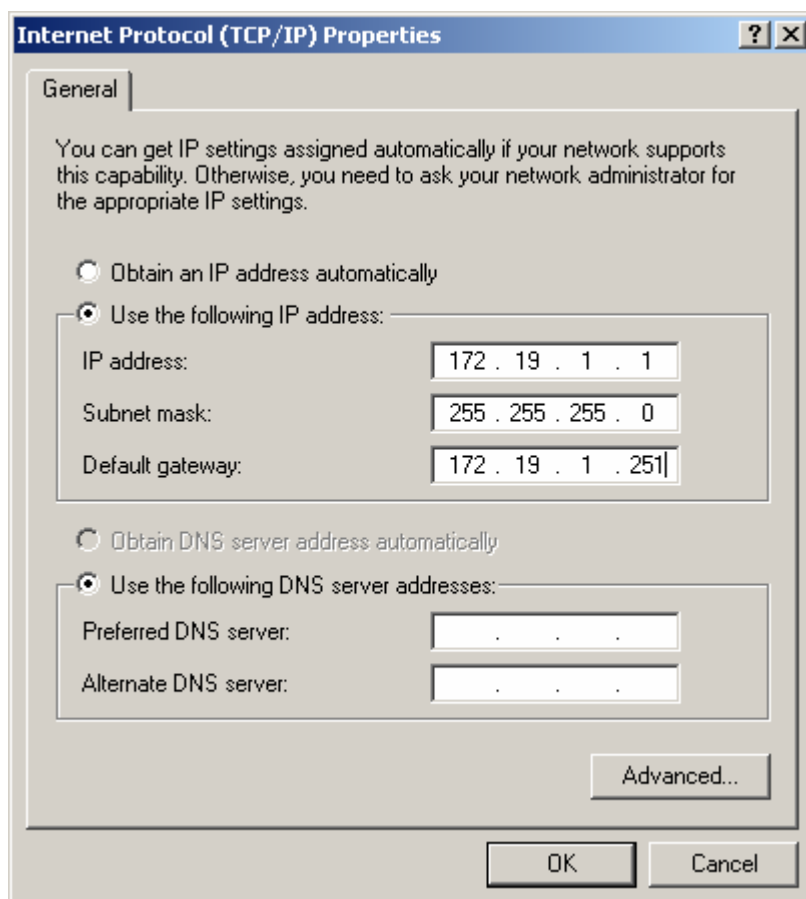 Internet Protocol (TCP/IP) Properties
General
You can get IP settings assigned automatically if your network supports
this capability. Otherwise, you need to ask your network administrator for
the appropriate IP settings.
Obtain an IP address automatically
Use the following IP address:
IP address: 172 . 19 . 1 . 1
Subnet mask: 255 . 255 . 255 . 0
Default gateway: 172 . 19 . 1 . 251
Obtain DNS server address automatically
Use the following DNS server addresses:
Preferred DNS server: . . .
Alternate DNS server: . . .
Advanced...
OK Cancel